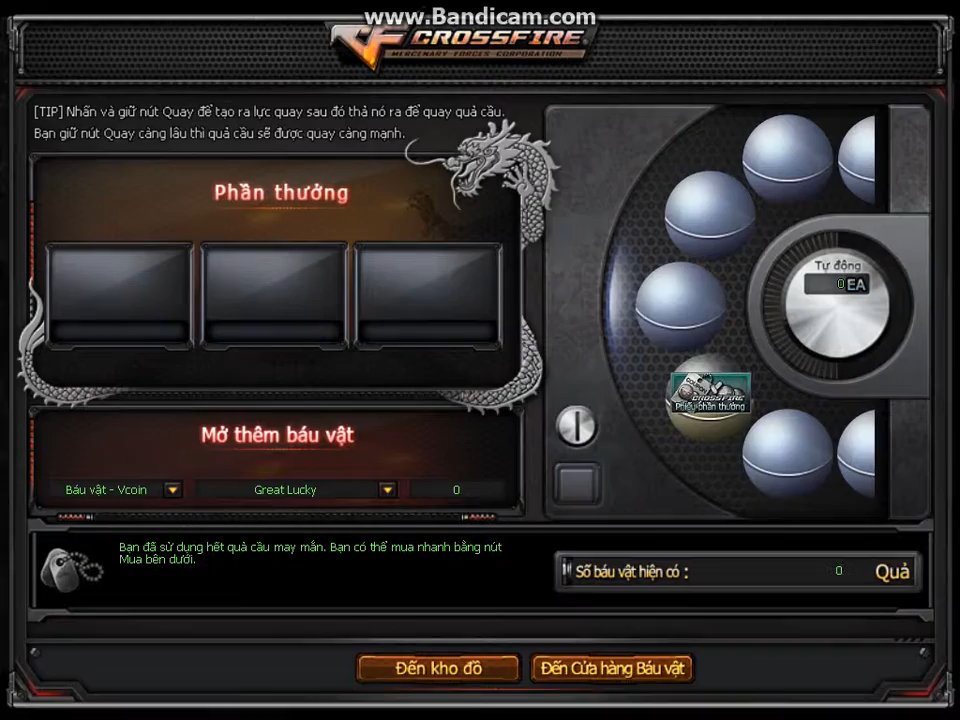 www.Bandicam.com
CROSSFIRE
MERCENARY FORCES CORPORATION
[TIP] Nhấn và giữ nút Quay để tạo ra lực quay sau đó thả nó ra để quay quả cầu.
Bạn giữ nút Quay càng lâu thì quả cầu sẽ được quay càng mạnh.
Phần thưởng
Tự động
0 EA
COUPON
CROSSFIRE
Phiếu phần thưởng
Mở thêm báu vật
Báu vật - Vcoin
Great Lucky
0
Bạn đã sử dụng hết quả cầu may mắn. Bạn có thể mua nhanh bằng nút
Mua bên dưới.
Số báu vật hiện có : 0 Quả
Đến kho đồ
Đến Cửa hàng Báu vật